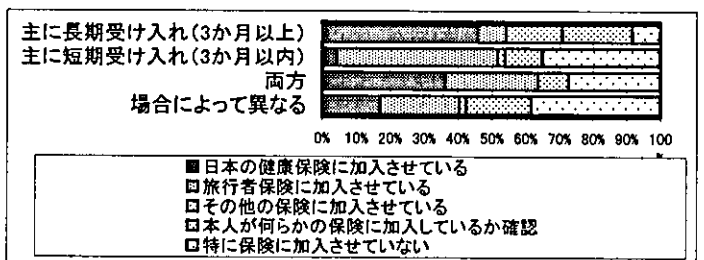 主に長期受け入れ(3か月以上)
主に短期受け入れ(3か月以内)
両方
場合によって異なる
0% 10% 20% 30% 40% 50% 60% 70% 80% 90% 100
日本の健康保険に加入させている
旅行者保険に加入させている
その他の保険に加入させている
本人が何らかの保険に加入しているか確認
特に保険に加入させていない